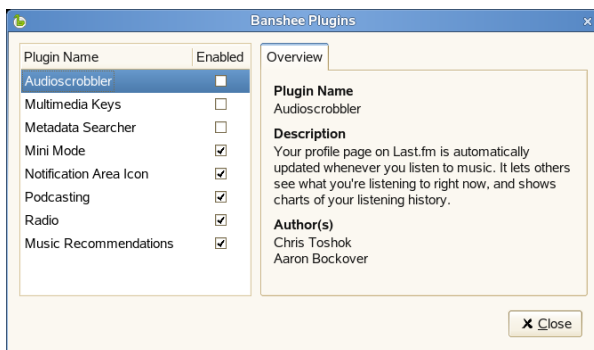 Banshee Plugins
Plugin Name Enabled
Audioscrobbler
Multimedia Keys
Metadata Searcher
Mini Mode
Notification Area Icon
Podcasting
Radio
Music Recommendations
Overview
Plugin Name
Audioscrobbler
Description
Your profile page on Last.fm is automatically
updated whenever you listen to music. It lets others
see what you're listening to right now, and shows
charts of your listening history.
Author(s)
Chris Toshok
Aaron Bockover
Close